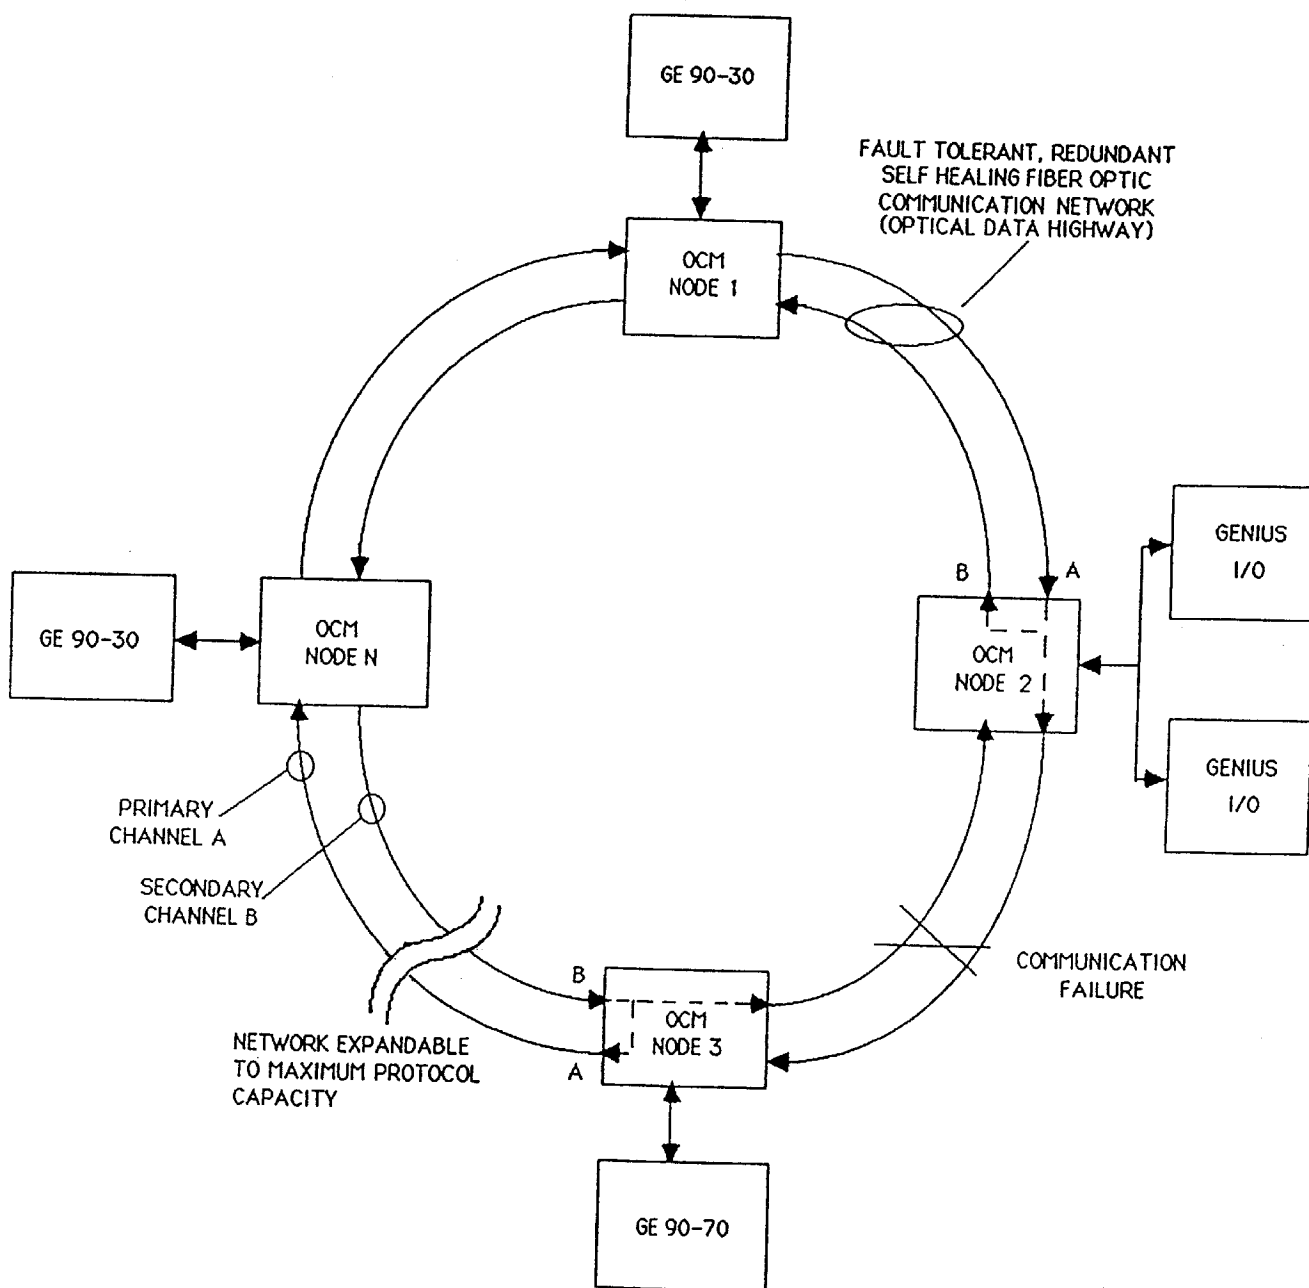 GE 90-30
FAULT TOLERANT, REDUNDANT
SELF HEALING FIBER OPTIC
COMMUNICATION NETWORK
(OPTICAL DATA HIGHWAY)
OCM
NODE 1
B
A
GENIUS
I/O
OCM
NODE 2
GENIUS
I/O
GE 90-30
OCM
NODE N
PRIMARY
CHANNEL A
SECONDARY
CHANNEL B
COMMUNICATION
FAILURE
B
A
OCM
NODE 3
NETWORK EXPANDABLE
TO MAXIMUM PROTOCOL
CAPACITY
GE 90-70